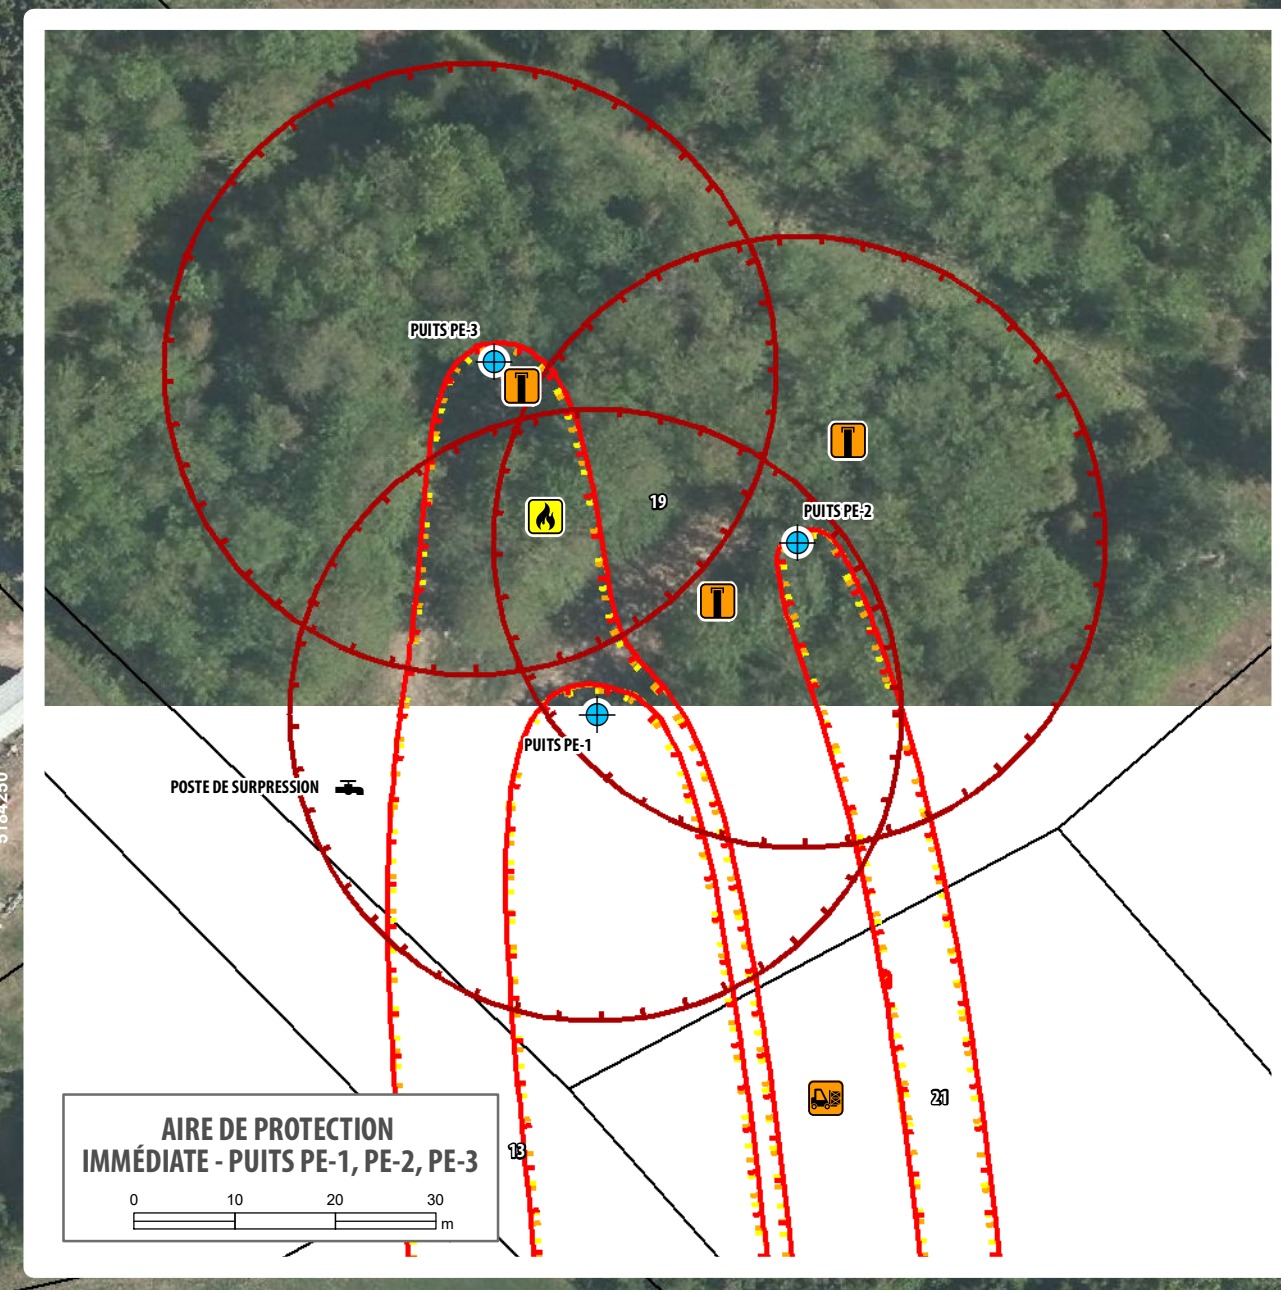 PUITS PE-3
19
PUITS PE-2
PUITS PE-1
POSTE DE SURPRESSION
5184250
21
13
AIRE DE PROTECTION
IMMÉDIATE - PUITS PE-1, PE-2, PE-3
0 10 20 30
m